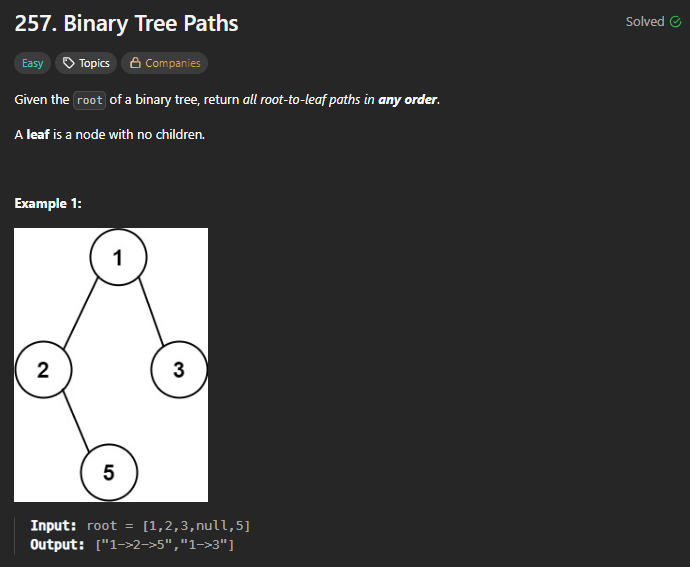 257. Binary Tree Paths
Solved
Easy
Topics
Companies
Given the root of a binary tree, return all root-to-leaf paths in any order.
A leaf is a node with no children.
Example 1:
1
2
3
5
Input: root = [1,2,3,null,5]
Output: ["1->2->5","1->3"]